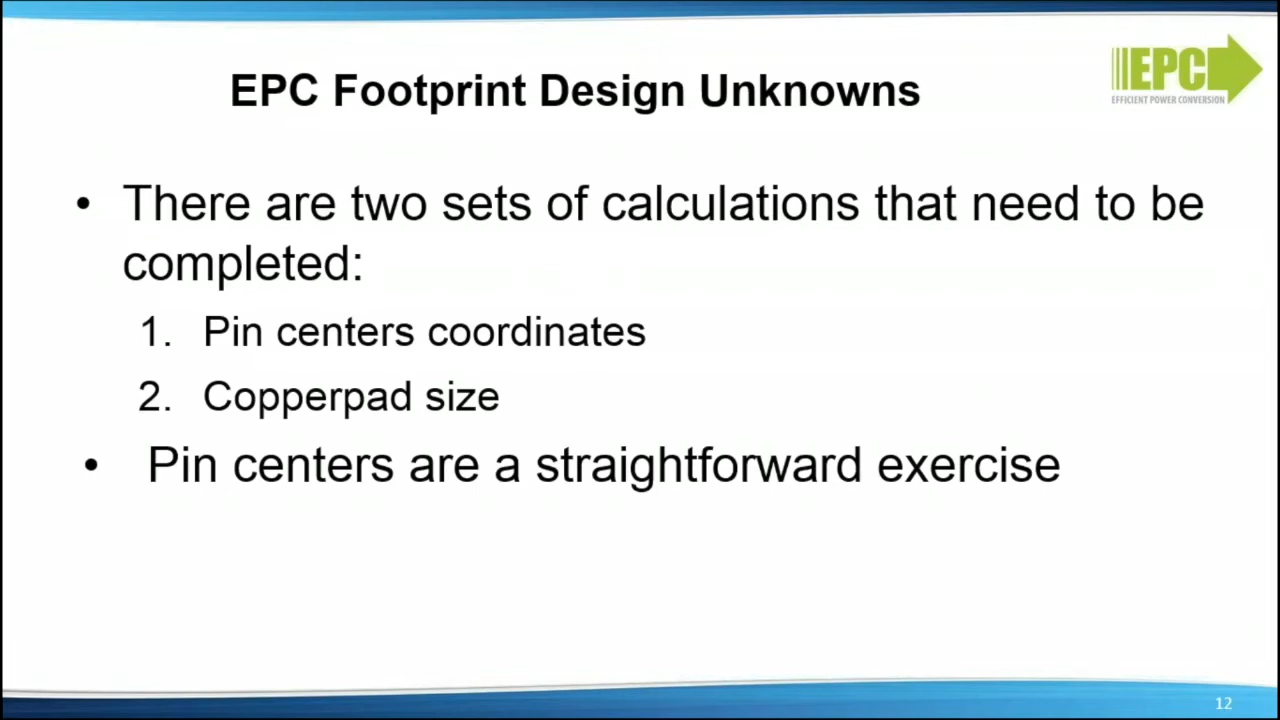 EPC Footprint Design Unknowns
EPC
EFFICIENT POWER CONVERSION
• There are two sets of calculations that need to be
completed:
1. Pin centers coordinates
2. Copperpad size
• Pin centers are a straightforward exercise
12